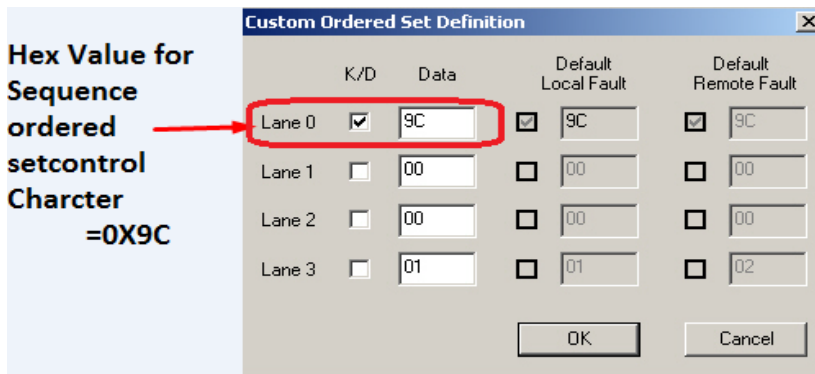 Hex Value for
Sequence
ordered
setcontrol
Charcter
=0X9C
Custom Ordered Set Definition
K/D Data Default Local Fault Default Remote Fault
Lane 0 9C 9C 9C
Lane 1 00 00 00
Lane 2 00 00 00
Lane 3 01 01 02
OK Cancel